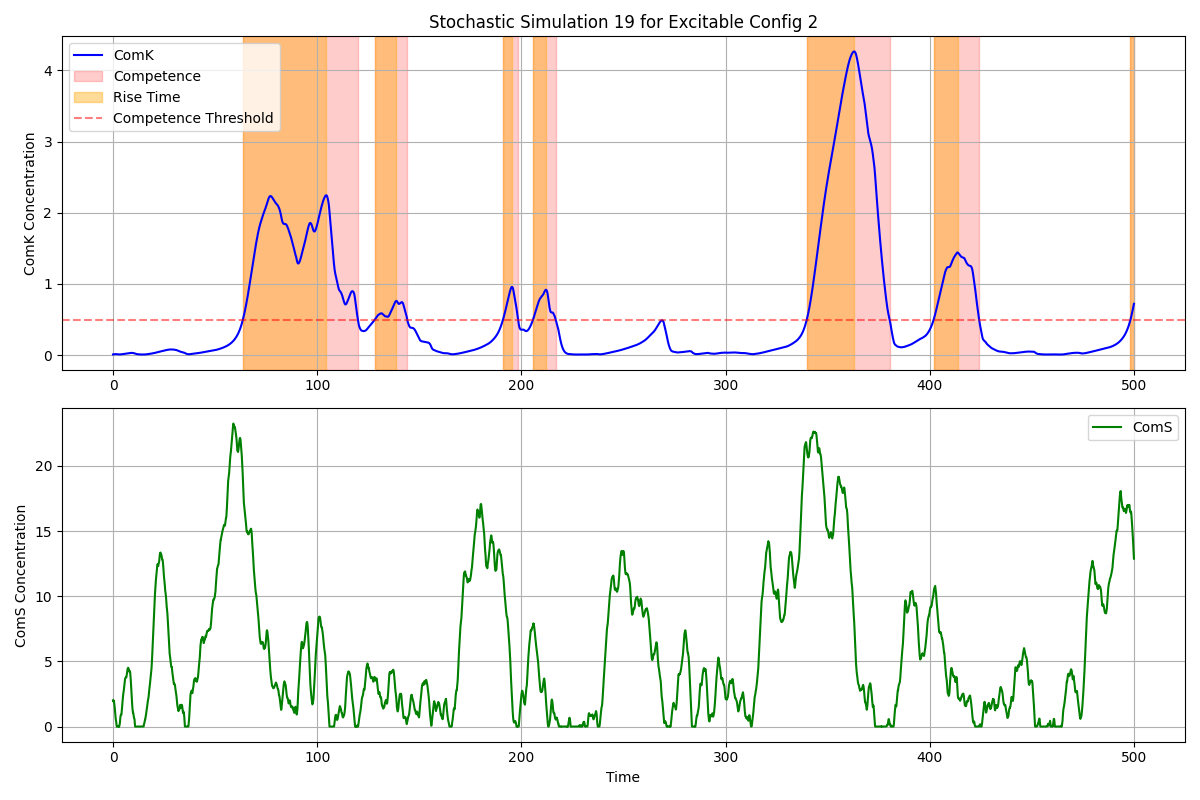 Stochastic Simulation 19 for Excitable Config 2
ComK Concentration
4
3
2
1
0
ComK
Competence
Rise Time
Competence Threshold
0 100 200 300 400 500
ComS Concentration
20
15
10
5
0
ComS
0 100 200 300 400 500
Time